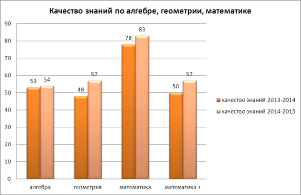 Качество знаний по алгебре, геометрии, математике
90
80
70
60
50
40
30
20
10
0
53
54
48
57
78
83
50
57
алгебра
геометрия
математика
математика +
качество знаний 2013-2014
качество знаний 2014-2015